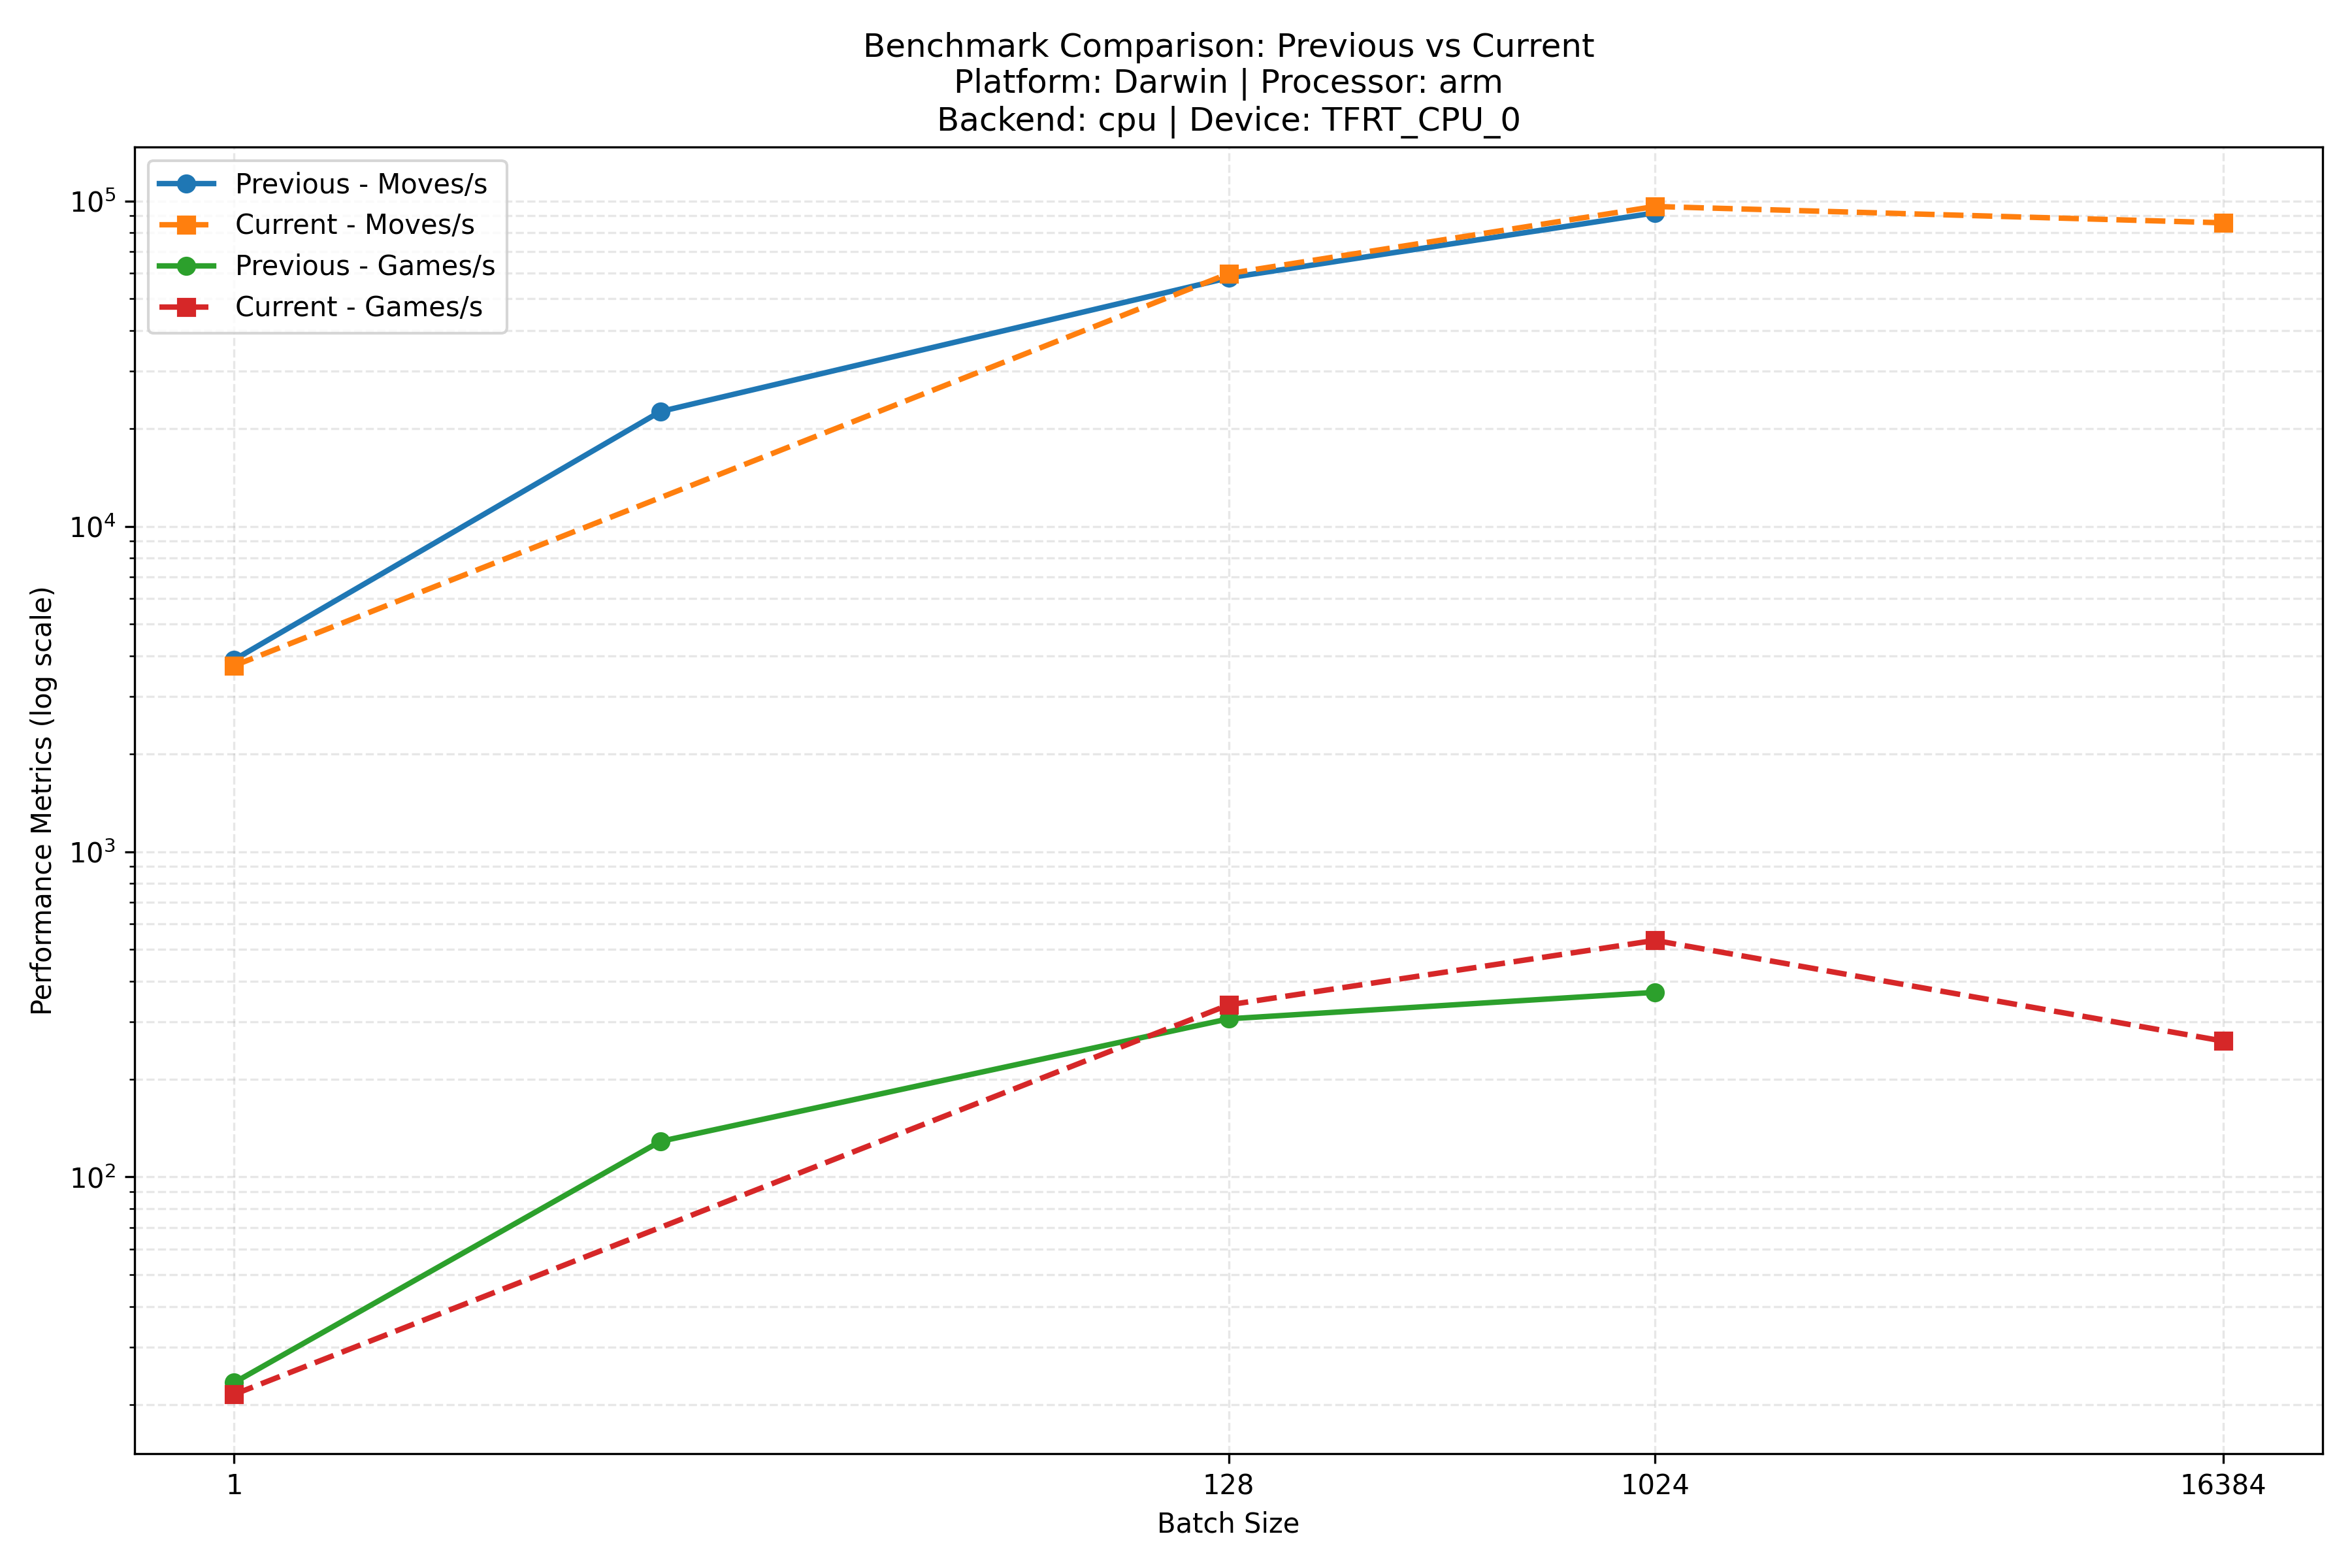 Benchmark Comparison: Previous vs Current
Platform: Darwin | Processor: arm
Backend: cpu | Device: TFRT_CPU_0
Previous - Moves/s
Current - Moves/s
Previous - Games/s
Current - Games/s
10⁵
10⁴
10³
10²
Performance Metrics (log scale)
1
128
1024
16384
Batch Size